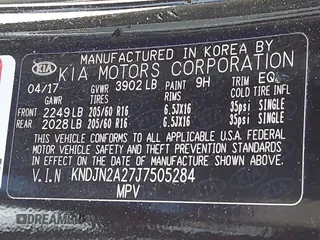 MANUFACTURED IN KOREA BY
KIA KIA MOTORS CORPORATION
04/17 GVWR 3902 LB PAINT 9H TRIM EQ
GAWR TIRES RIMS COLD TIRE INFL
FRONT 2249 LB 205/60 R16 6.5JX16 35psi SINGLE
REAR 2028 LB 205/60 R16 6.5JX16 35psi SINGLE
THIS VEHICLE CONFORMS TO ALL APPLICABLE U.S.A. FEDERAL
MOTOR VEHICLE SAFETY, BUMPER, AND THEFT PREVENTION STANDARDS
IN EFFECT ON THE DATE OF MANUFACTURE SHOWN ABOVE.
V.I.N KNDJN2A27J7505284
MPV